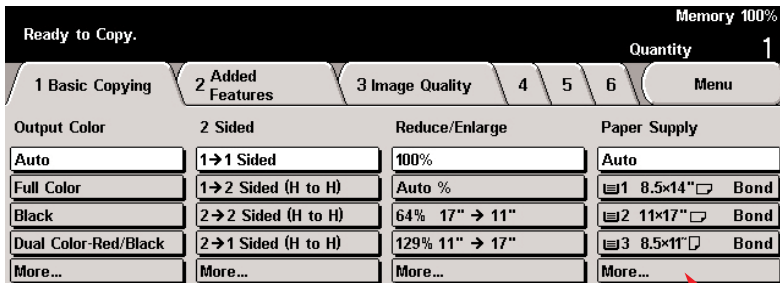 Memory 100%
Ready to Copy.
Quantity 1
1 Basic Copying
2 Added Features
3 Image Quality
4
5
6
Menu
Output Color
Auto
Full Color
Black
Dual Color-Red/Black
More...
2 Sided
1→1 Sided
1→2 Sided (H to H)
2→2 Sided (H to H)
2→1 Sided (H to H)
More...
Reduce/Enlarge
100%
Auto %
64% 17" → 11"
129% 11" → 17"
More...
Paper Supply
Auto
1 8.5×14" Bond
2 11×17" Bond
3 8.5×11" Bond
More...